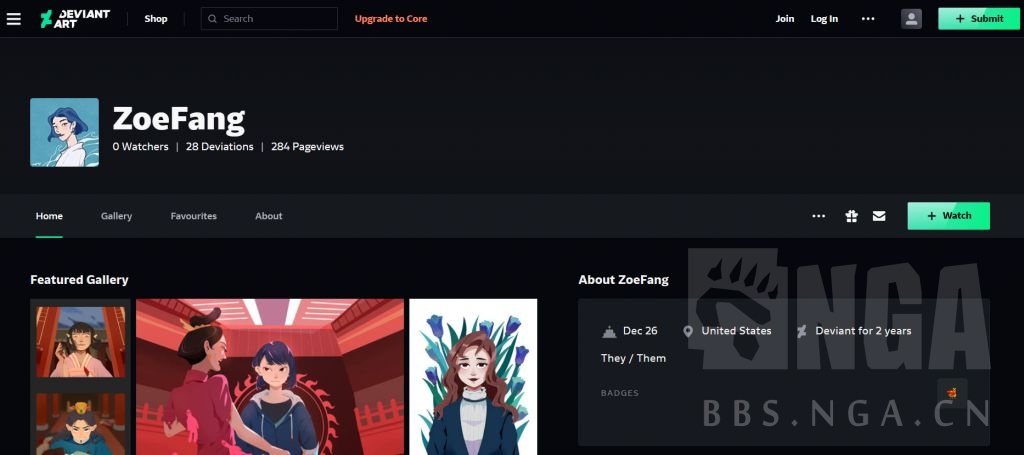 DEVIANT ART
Shop
Search
Upgrade to Core
Join
Log In
Submit
ZoeFang
0 Watchers | 28 Deviations | 284 Pageviews
Home
Gallery
Favourites
About
Watch
Featured Gallery
About ZoeFang
Dec 26
United States
Deviant for 2 years
They / Them
BADGES
NGA
BBS.NGA.CN